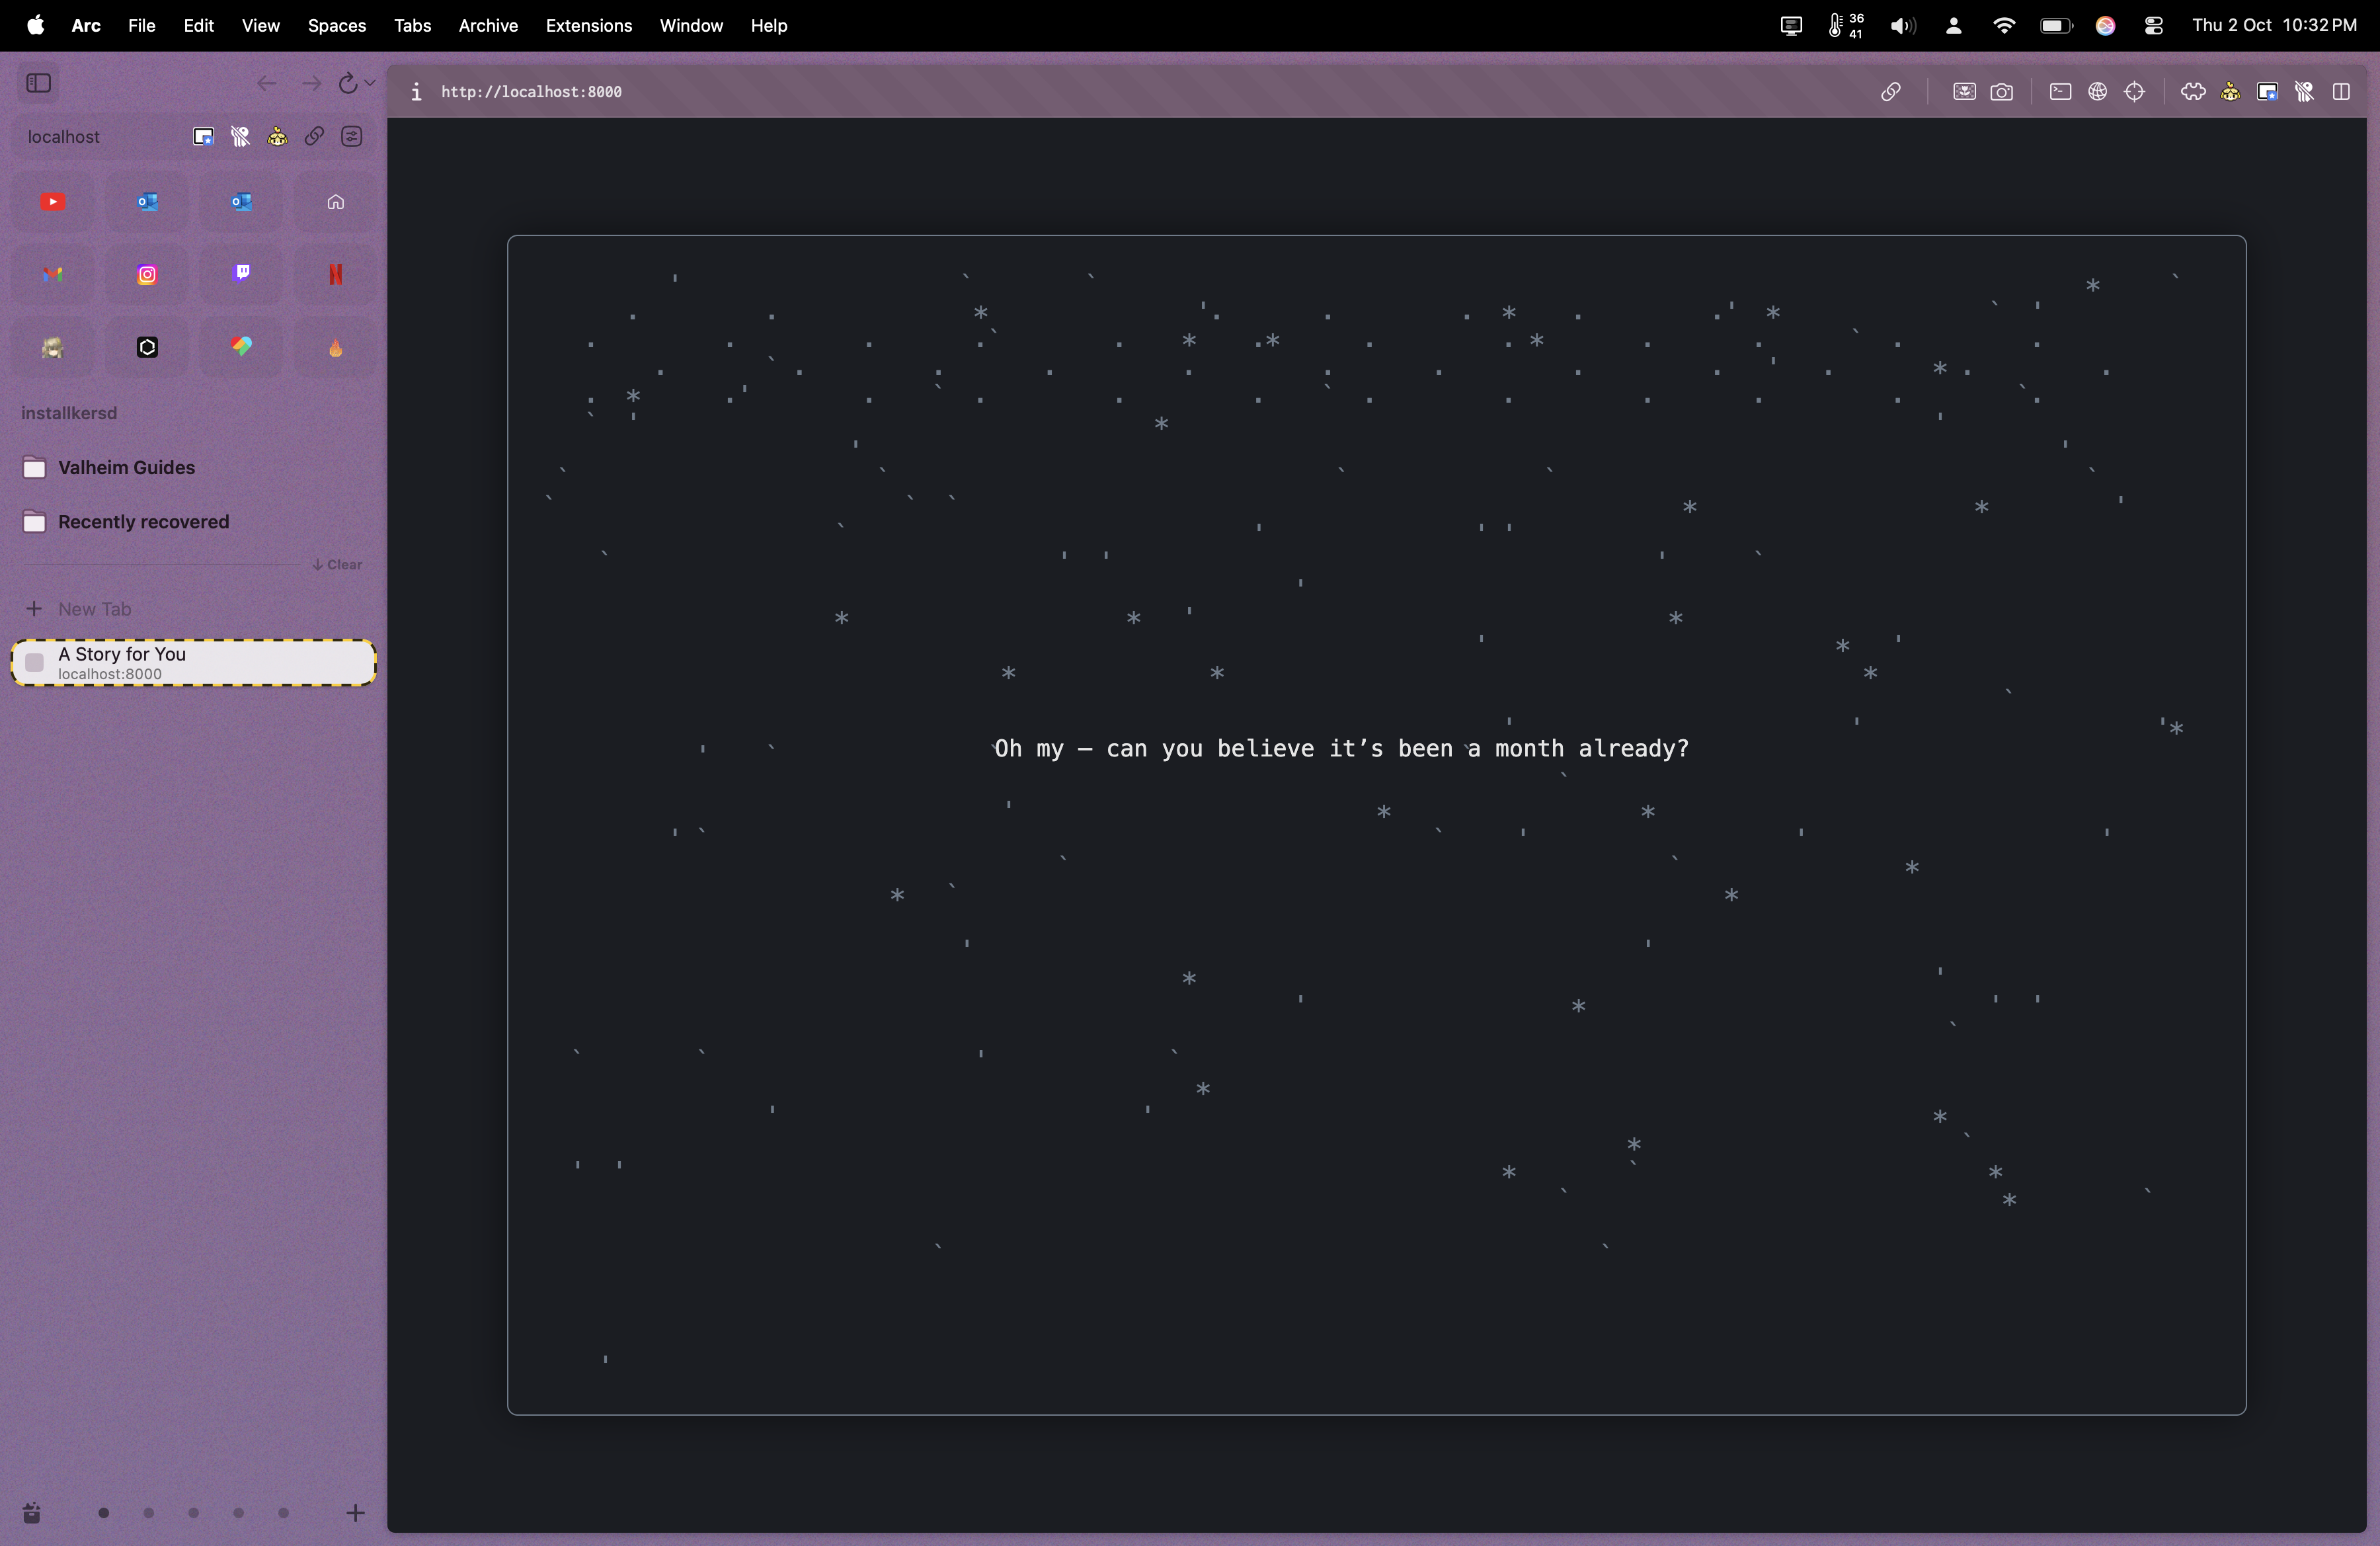 Arc File Edit View Spaces Tabs Archive Extensions Window Help
36
41
Thu 2 Oct 10:32 PM
i http://localhost:8000
localhost
installkersd
Valheim Guides
Recently recovered
↓ Clear
+ New Tab
A Story for You
localhost:8000
Oh my — can you believe it’s been a month already?